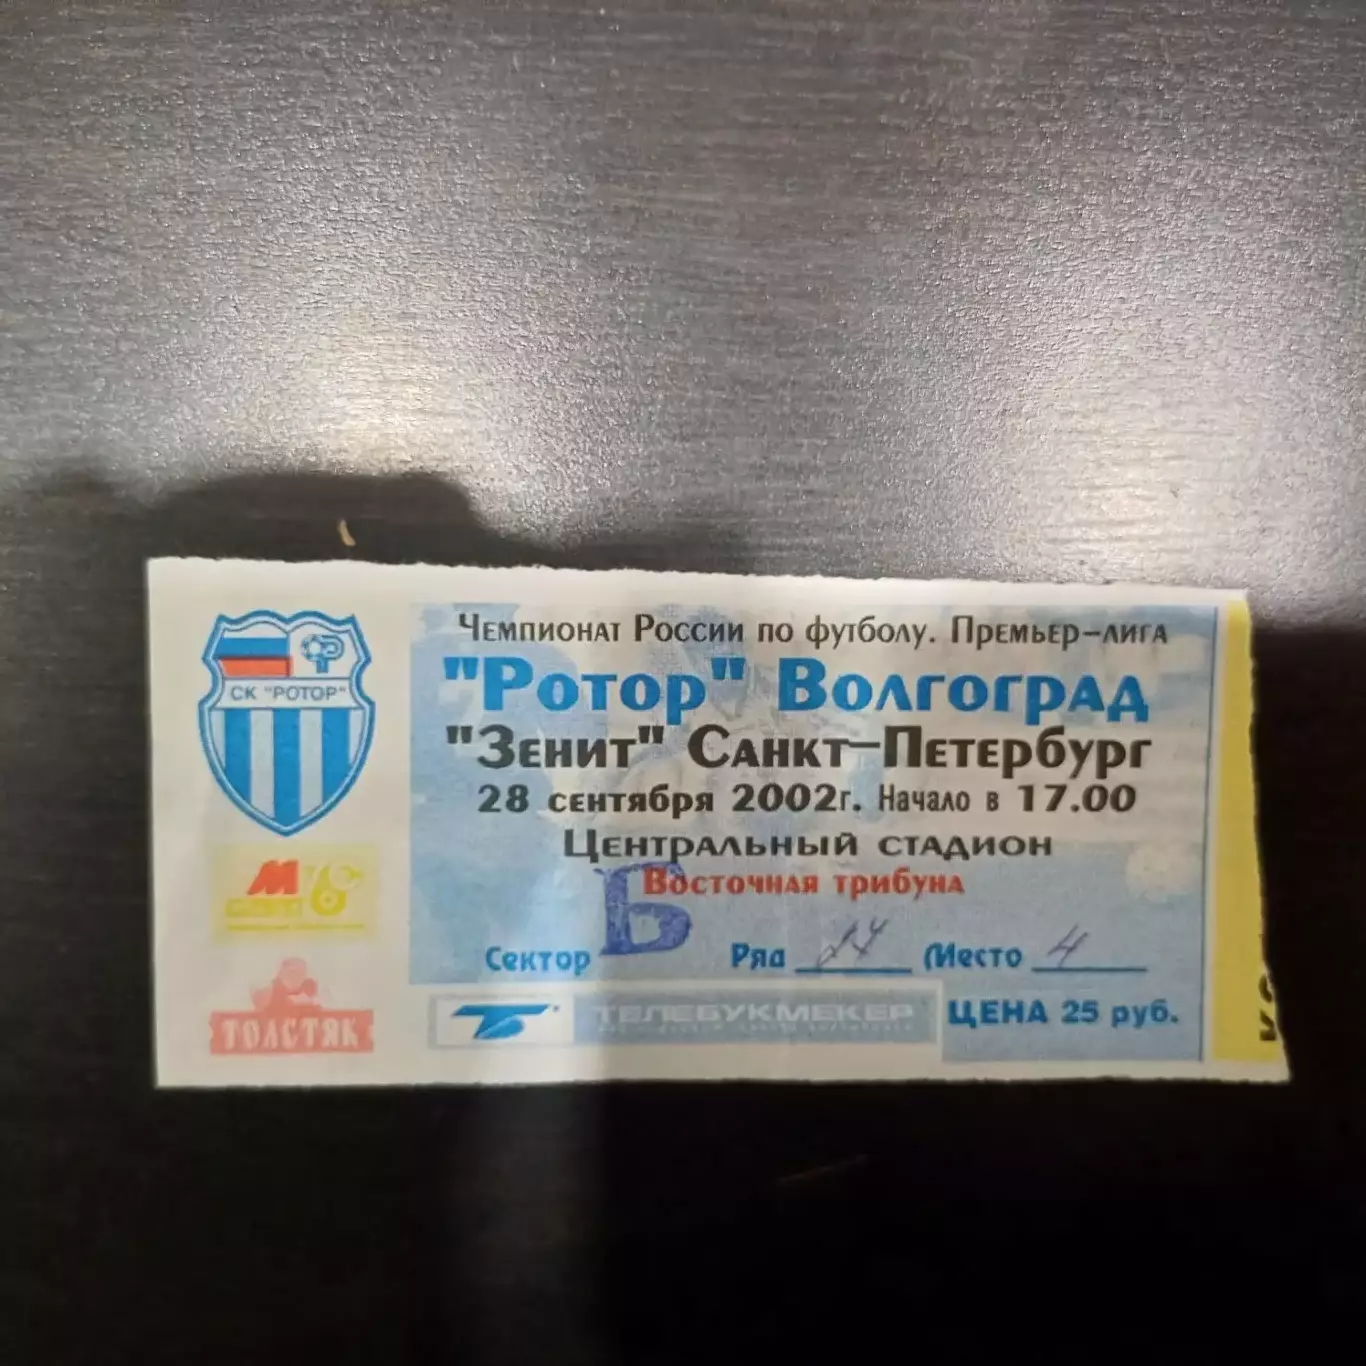 Чемпионат России по футболу. Премьер-лига
"Ротор" Волгоград
"Зенит" Санкт-Петербург
28 сентября 2002г. Начало в 17.00
Центральный стадион
Восточная трибуна
Сектор Б Ряд Место 4
ЦЕНА 25 руб.
ТЕЛЕБУКМЕКЕР
СК "РОТОР"
М
ТОЛСТЯК